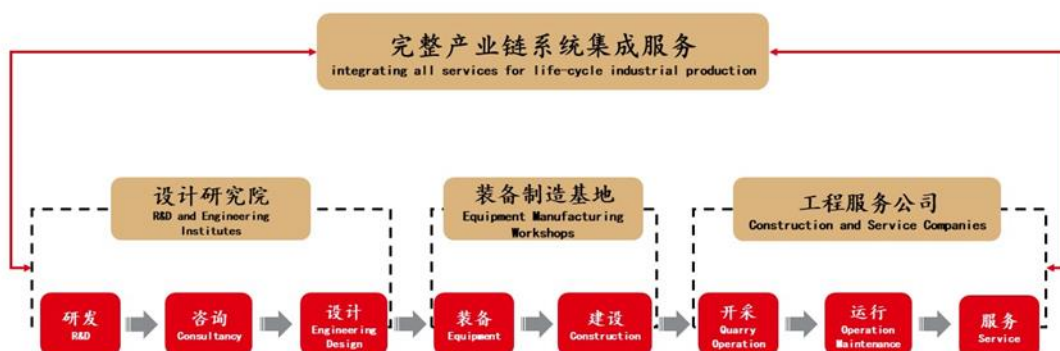 完整产业链系统集成服务
integrating all services for life-cycle industrial production
设计研究院
R&D and Engineering
Institutes
装备制造基地
Equipment Manufacturing
Workshops
工程服务公司
Construction and Service Companies
研发
R&D
咨询
Consultancy
设计
Engineering
Design
装备
Equipment
建设
Construction
开采
Quarry
Operation
运行
Operation
Maintenance
服务
Service